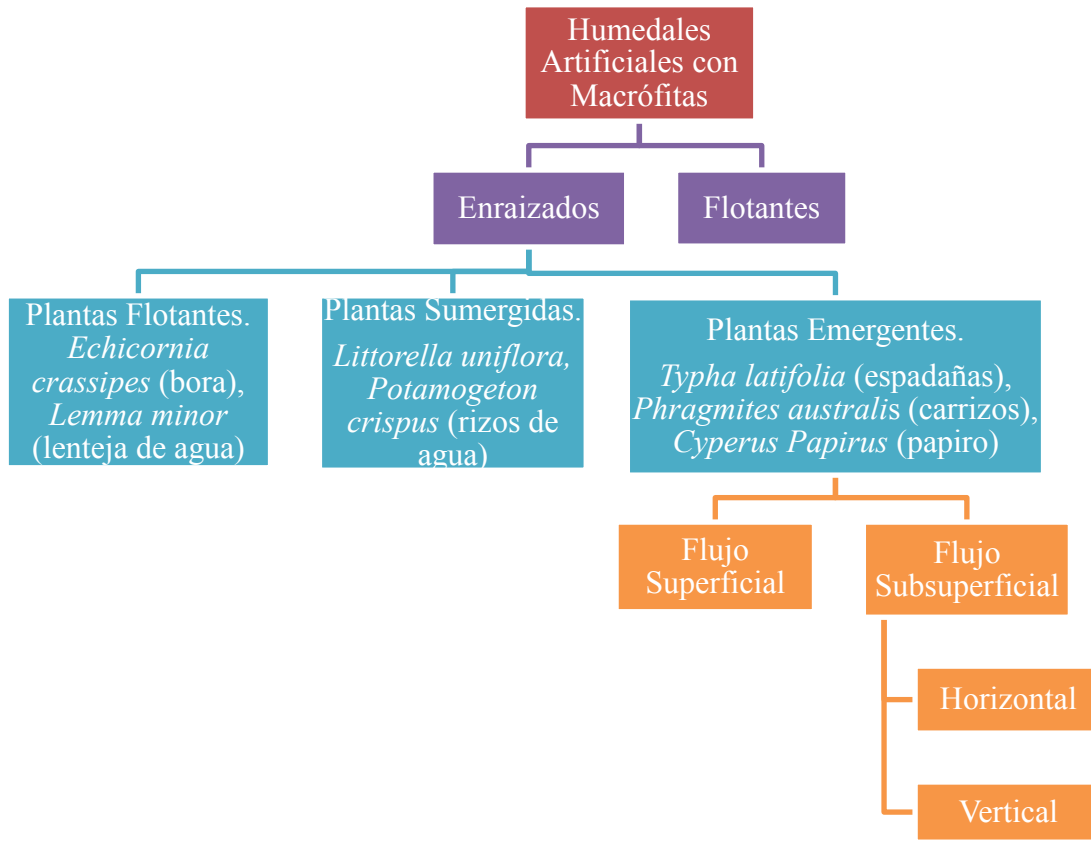 Humedales
Artificiales con
Macrófitas
Enraizados
Flotantes
Plantas Flotantes.
Echicornia
crassipes (bora),
Lemma minor
(lenteja de agua)
Plantas Sumergidas.
Littorella uniflora,
Potamogeton
crispus (rizos de
agua)
Plantas Emergentes.
Typha latifolia (espadañas),
Phragmites australis (carrizos),
Cyperus Papirus (papiro)
Flujo
Superficial
Flujo
Subsuperficial
Horizontal
Vertical